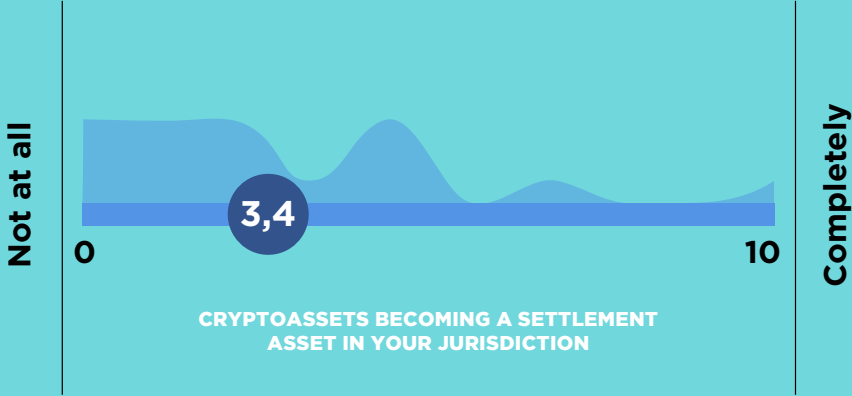 Not at all
Completely
3,4
0
10
CRYPTOASSETS BECOMING A SETTLEMENT
ASSET IN YOUR JURISDICTION